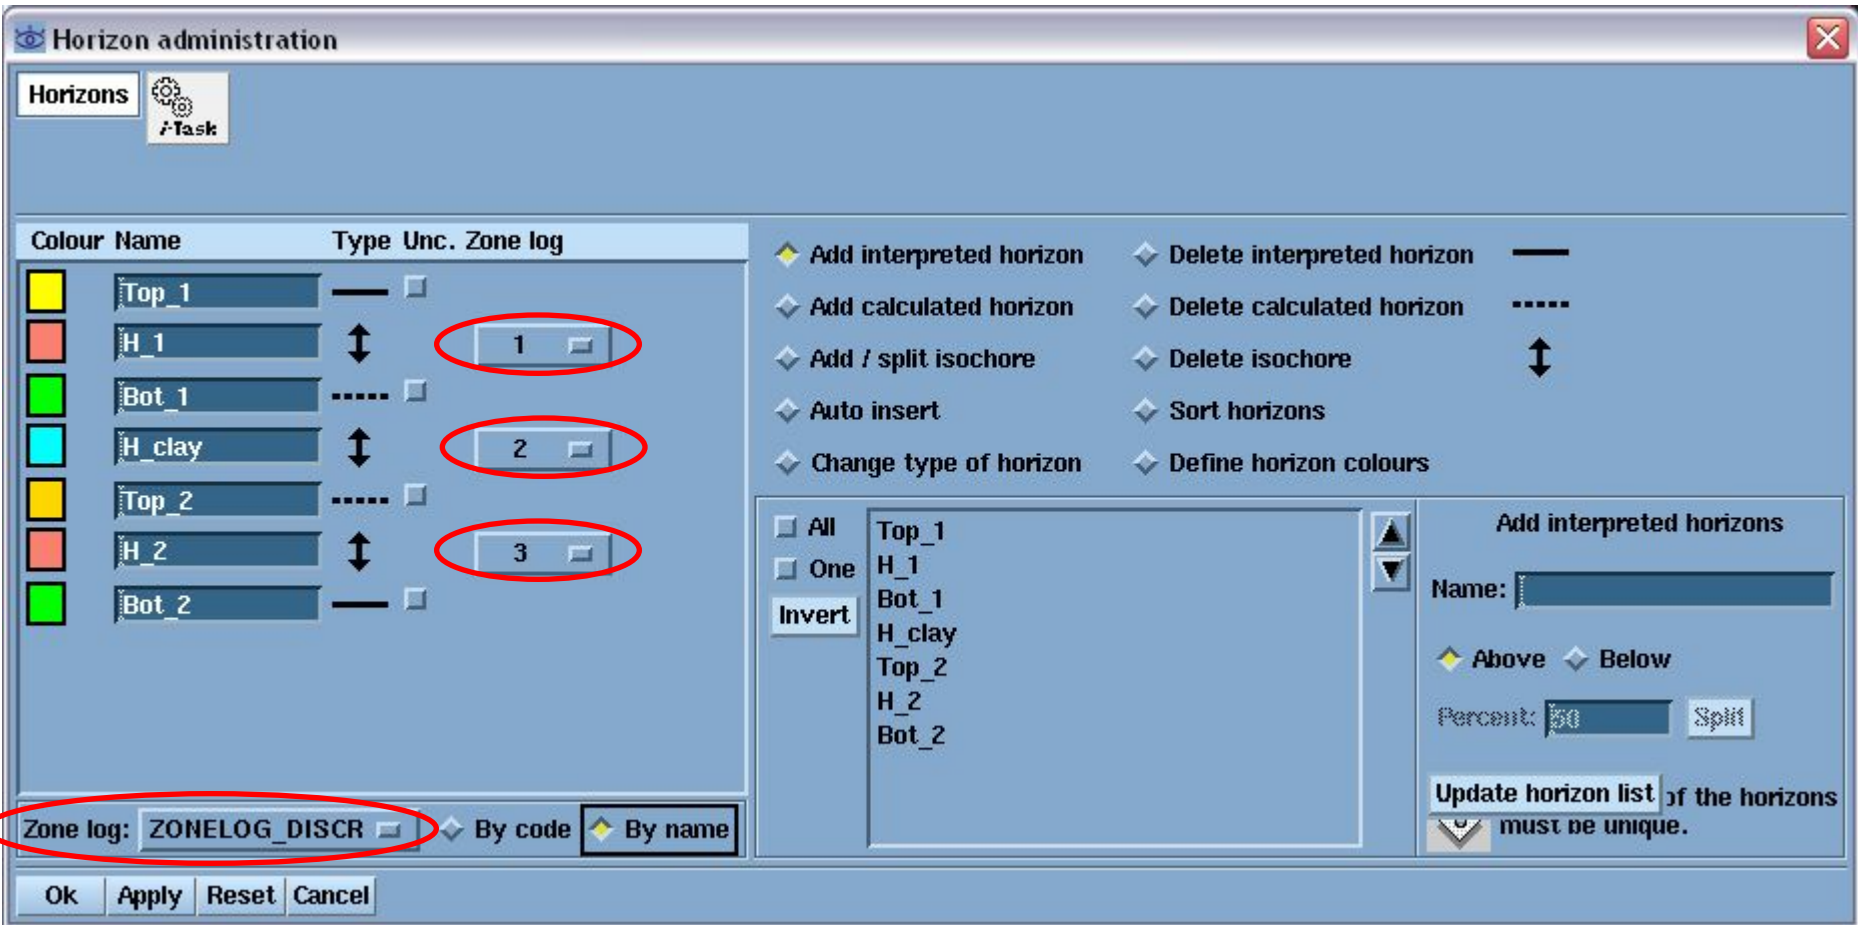 Horizon administration
Horizons
i-Task
Colour Name Type Unc. Zone log
Top_1
H_1 1
Bot_1
H_clay 2
Top_2
H_2 3
Bot_2
Zone log: ZONELOG_DISCR By code By name
Add interpreted horizon Delete interpreted horizon
Add calculated horizon Delete calculated horizon
Add / split isochore Delete isochore
Auto insert Sort horizons
Change type of horizon Define horizon colours
All
One
Invert
Top_1
H_1
Bot_1
H_clay
Top_2
H_2
Bot_2
Add interpreted horizons
Name:
Above Below
Percent: 50 Split
Update horizon list of the horizons
must be unique.
Ok Apply Reset Cancel